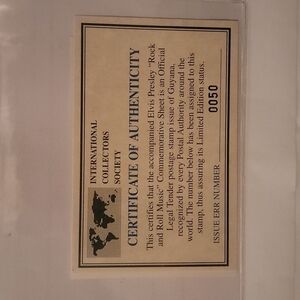 INTERNATIONAL
COLLECTORS
SOCIETY
CERTIFICATE OF AUTHENTICITY
This certifies that the accompanied Elvis Presley "Rock
and Roll Music" Commemorative Sheet is an Official
Legal Tender postage stamp issue of Guyana,
recognized by every Postal Authority around the
world. The number below has been assigned to this
stamp, thus assuring its Limited Edition status.
0050
ISSUE ERR NUMBER